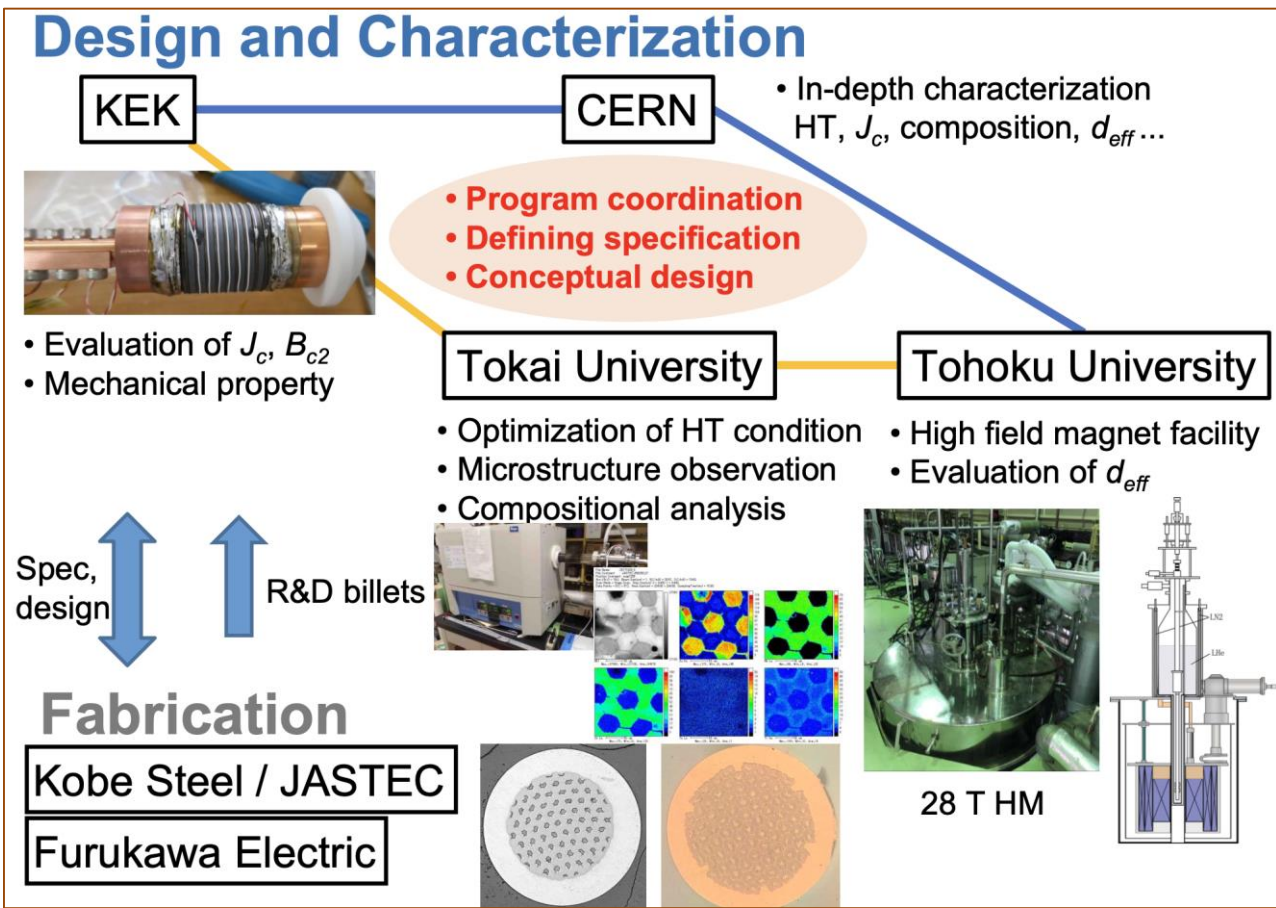 Design and Characterization
KEK
CERN
• In-depth characterization
HT, Jc, composition, deff ...
• Program coordination
• Defining specification
• Conceptual design
• Evaluation of Jc, Bc2
• Mechanical property
Tokai University
Tohoku University
• Optimization of HT condition
• Microstructure observation
• Compositional analysis
• High field magnet facility
• Evaluation of deff
Spec,
design
R&D billets
LN2
LHe
28 T HM
Fabrication
Kobe Steel / JASTEC
Furukawa Electric